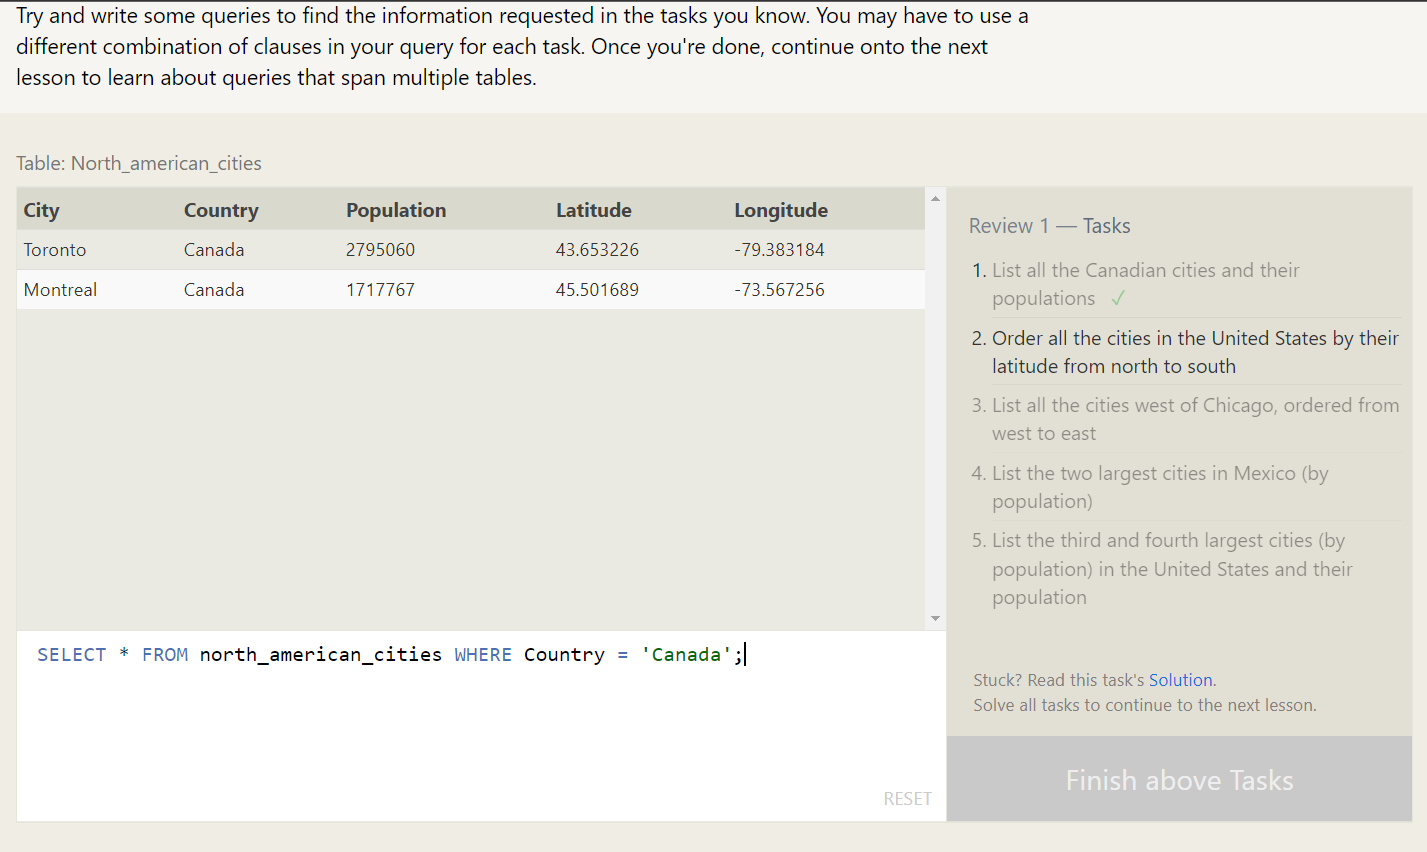 Try and write some queries to find the information requested in the tasks you know. You may have to use a
different combination of clauses in your query for each task. Once you're done, continue onto the next
lesson to learn about queries that span multiple tables.
Table: North_american_cities
City Country Population Latitude Longitude
Toronto Canada 2795060 43.653226 -79.383184
Montreal Canada 1717767 45.501689 -73.567256
SELECT * FROM north_american_cities WHERE Country = 'Canada';
RESET
Review 1 — Tasks
1. List all the Canadian cities and their
populations ✓
2. Order all the cities in the United States by their
latitude from north to south
3. List all the cities west of Chicago, ordered from
west to east
4. List the two largest cities in Mexico (by
population)
5. List the third and fourth largest cities (by
population) in the United States and their
population
Stuck? Read this task's Solution.
Solve all tasks to continue to the next lesson.
Finish above Tasks